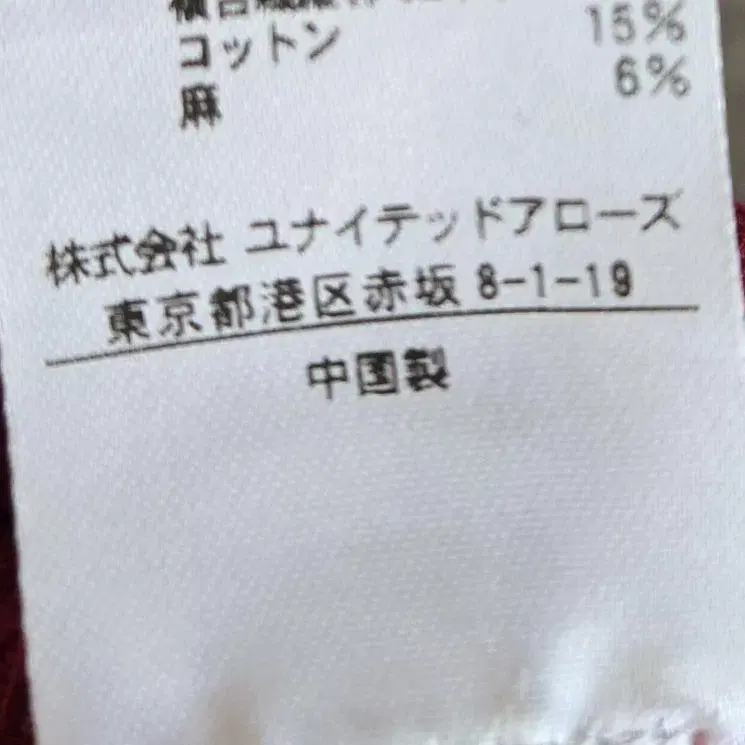 コットン 15%
麻 6%
株式会社 ユナイテッドアローズ
東京都港区赤坂 8-1-19
中国製